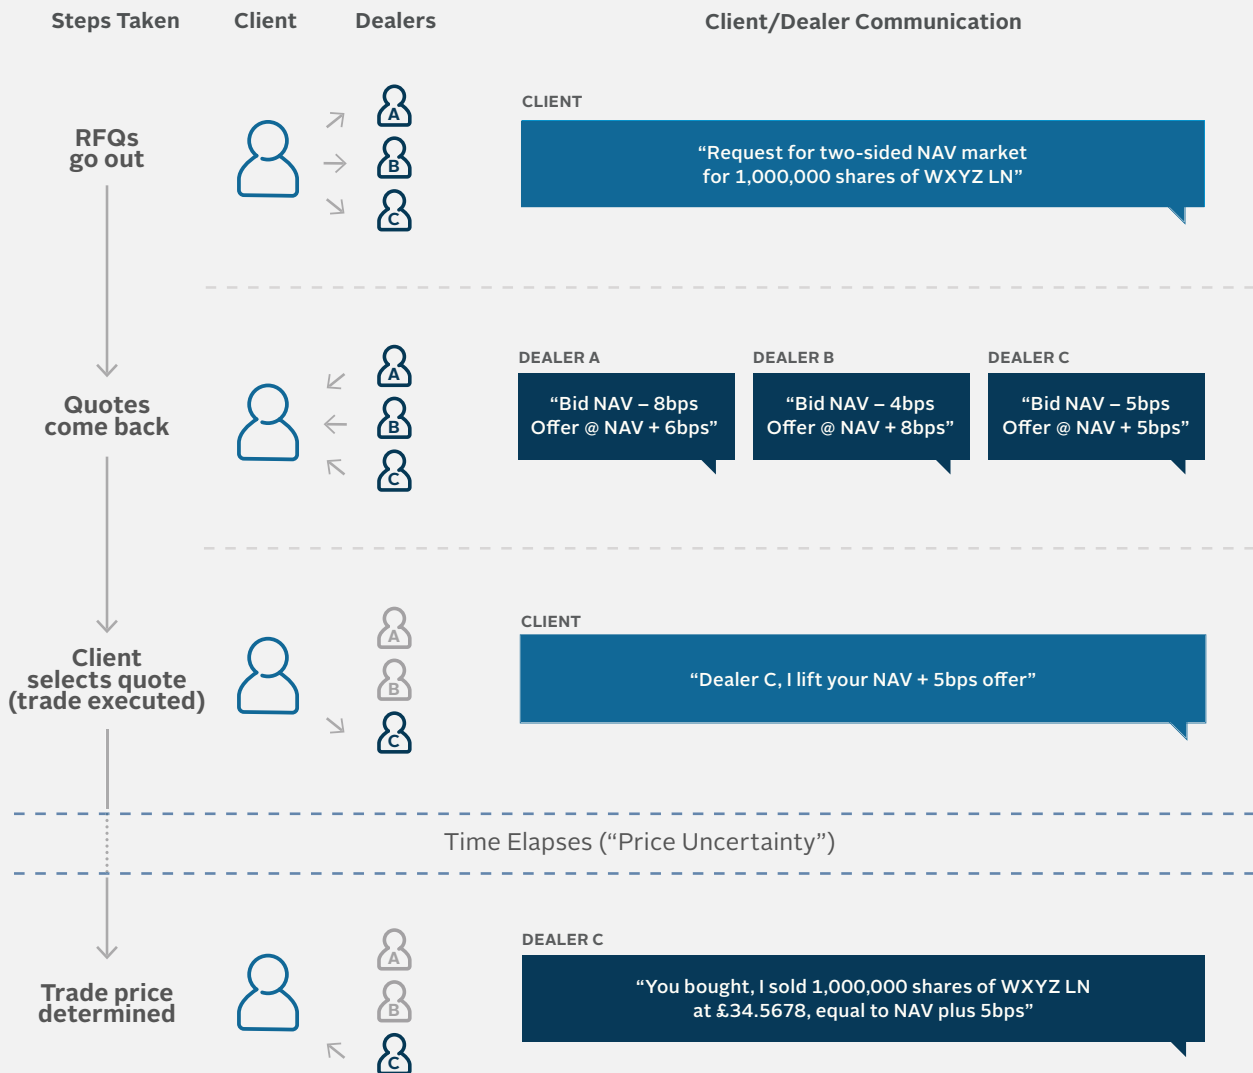 Steps Taken
Client
Dealers
Client/Dealer Communication
RFQs
go out
A
B
C
CLIENT
“Request for two-sided NAV market
for 1,000,000 shares of WXYZ LN”
Quotes
come back
A
B
C
DEALER A
“Bid NAV – 8bps
Offer @ NAV + 6bps”
DEALER B
“Bid NAV – 4bps
Offer @ NAV + 8bps”
DEALER C
“Bid NAV – 5bps
Offer @ NAV + 5bps”
Client
selects quote
(trade executed)
A
B
C
CLIENT
“Dealer C, I lift your NAV + 5bps offer”
Time Elapses (“Price Uncertainty”)
Trade price
determined
A
B
C
DEALER C
“You bought, I sold 1,000,000 shares of WXYZ LN
at £34.5678, equal to NAV plus 5bps”